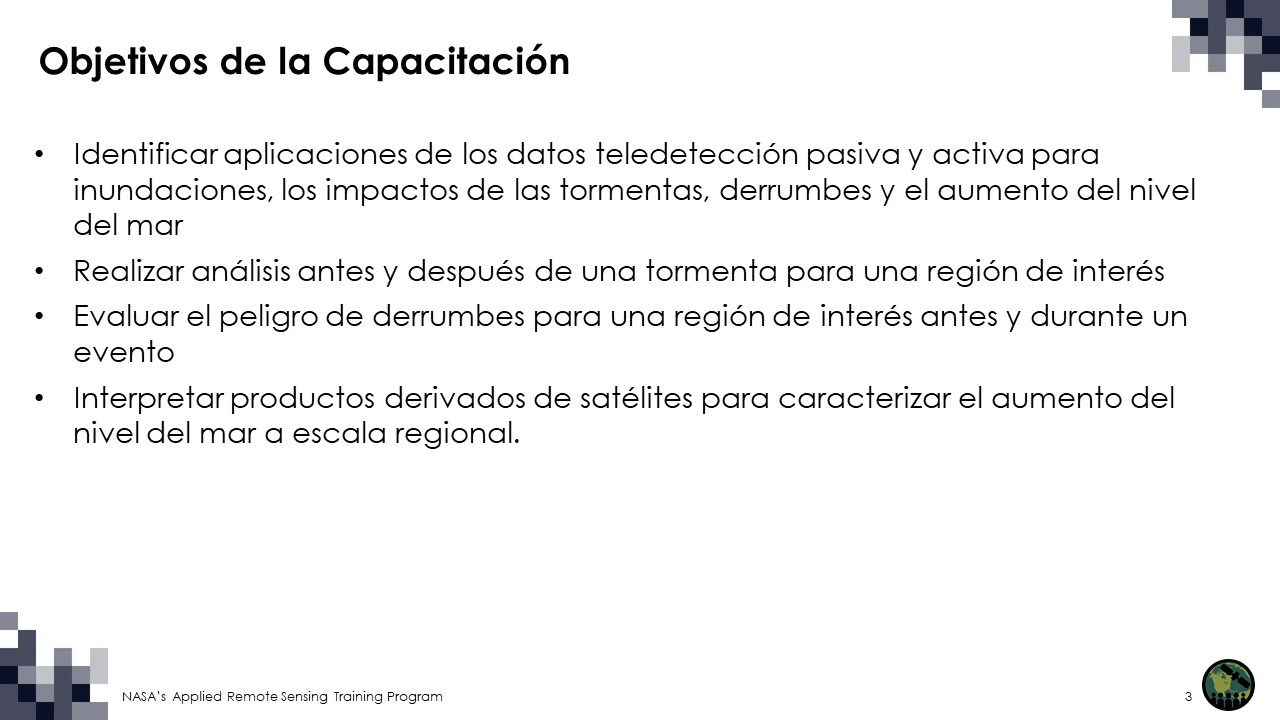 Objetivos de la Capacitación
• Identificar aplicaciones de los datos teledetección pasiva y activa para
inundaciones, los impactos de las tormentas, derrumbes y el aumento del nivel
del mar
• Realizar análisis antes y después de una tormenta para una región de interés
• Evaluar el peligro de derrumbes para una región de interés antes y durante un
evento
• Interpretar productos derivados de satélites para caracterizar el aumento del
nivel del mar a escala regional.
NASA's Applied Remote Sensing Training Program
3